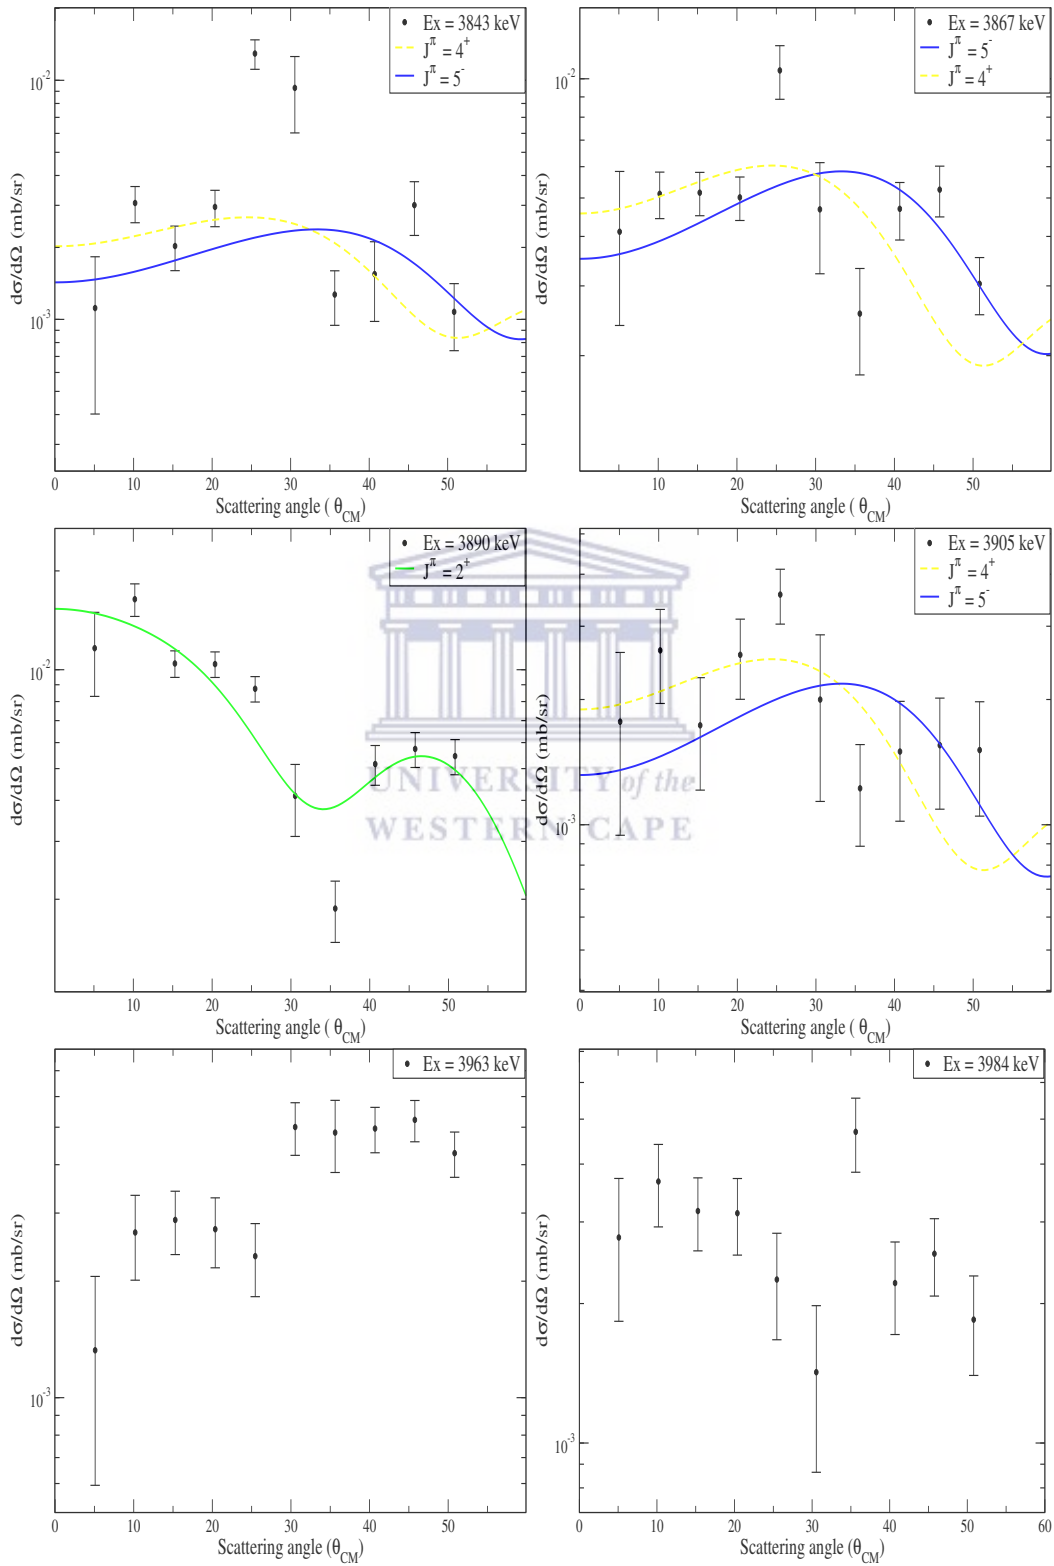 Ex = 3843 keV
J^π = 4^+
J^π = 5^-
10^-2
10^-3
dσ/dΩ (mb/sr)
0 10 20 30 40 50
Scattering angle ( θ_CM)
Ex = 3867 keV
J^π = 5^-
J^π = 4^+
10^-2
dσ/dΩ (mb/sr)
0 10 20 30 40 50
Scattering angle ( θ_CM)
Ex = 3890 keV
J^π = 2^+
10^-2
dσ/dΩ (mb/sr)
0 10 20 30 40 50
Scattering angle ( θ_CM)
Ex = 3905 keV
J^π = 4^+
J^π = 5^-
10^-3
dσ/dΩ (mb/sr)
0 10 20 30 40 50
Scattering angle ( θ_CM)
UNIVERSITY of the
WESTERN CAPE
Ex = 3963 keV
10^-3
dσ/dΩ (mb/sr)
0 10 20 30 40 50
Scattering angle (θ_CM)
Ex = 3984 keV
10^-3
dσ/dΩ (mb/sr)
0 10 20 30 40 50 60
Scattering angle (θ_CM)